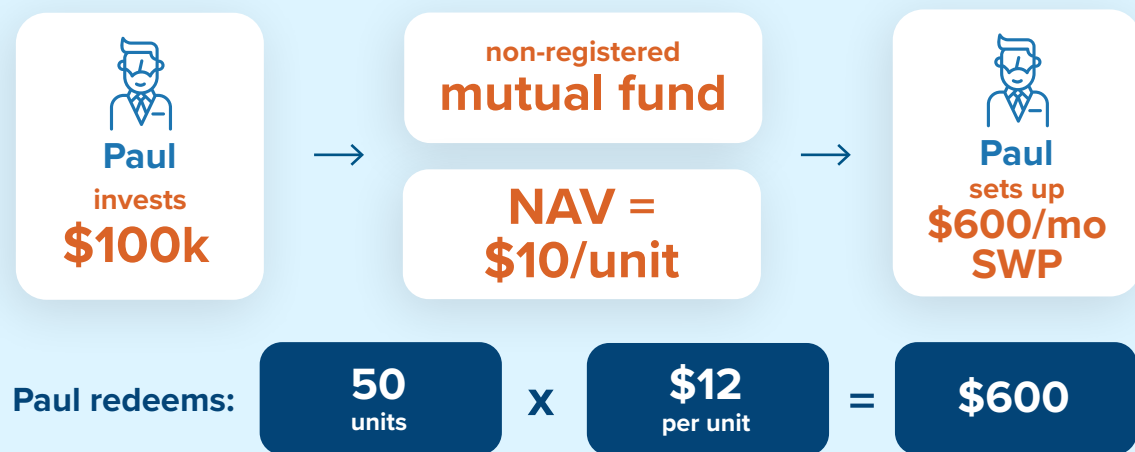 Paul
invests
$100k
non-registered
mutual fund
NAV =
$10/unit
Paul
sets up
$600/mo
SWP
Paul redeems:
50
units
x
$12
per unit
=
$600